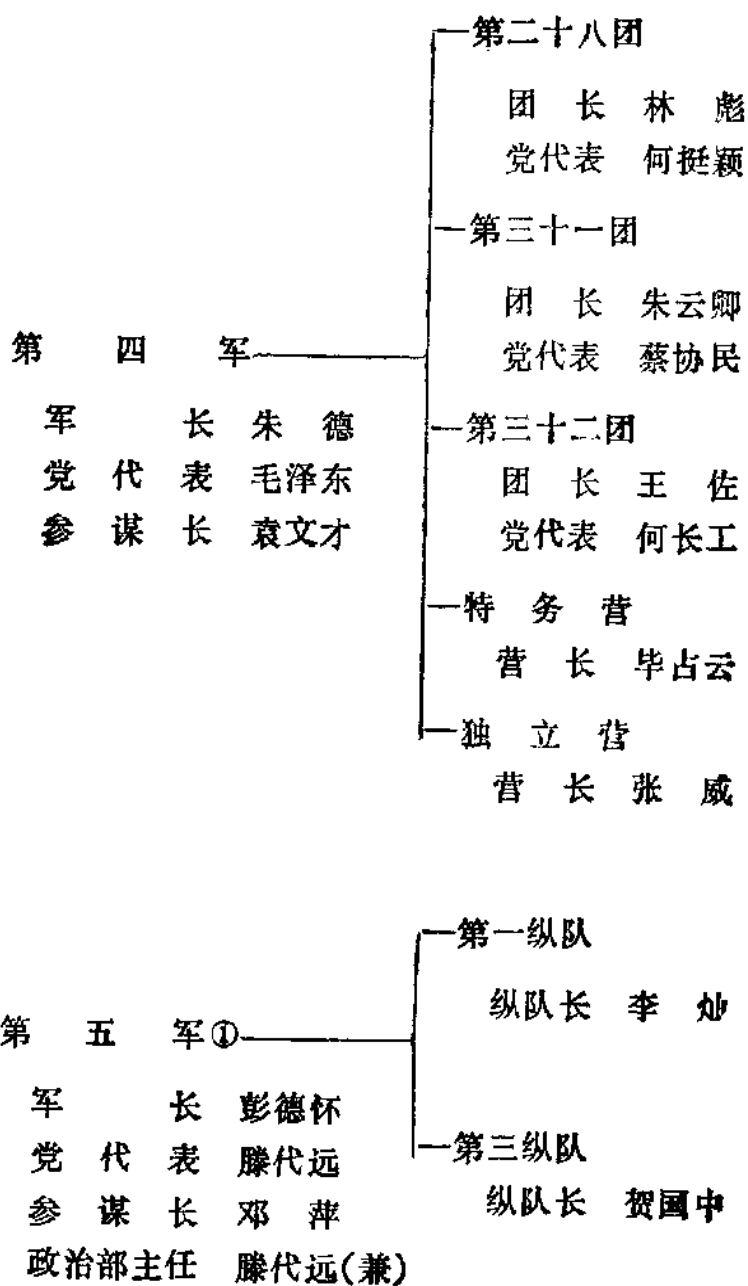 第四军
军长 朱德
党代表 毛泽东
参谋长 袁文才
第二十八团
团长 林彪
党代表 何挺颖
第三十一团
团长 朱云卿
党代表 蔡协民
第三十二团
团长 王佐
党代表 何长工
特务营
营长 毕占云
独立营
营长 张威
第五军①
军长 彭德怀
党代表 滕代远
参谋长 邓萍
政治部主任 滕代远(兼)
第一纵队
纵队长 李灿
第三纵队
纵队长 贺国中